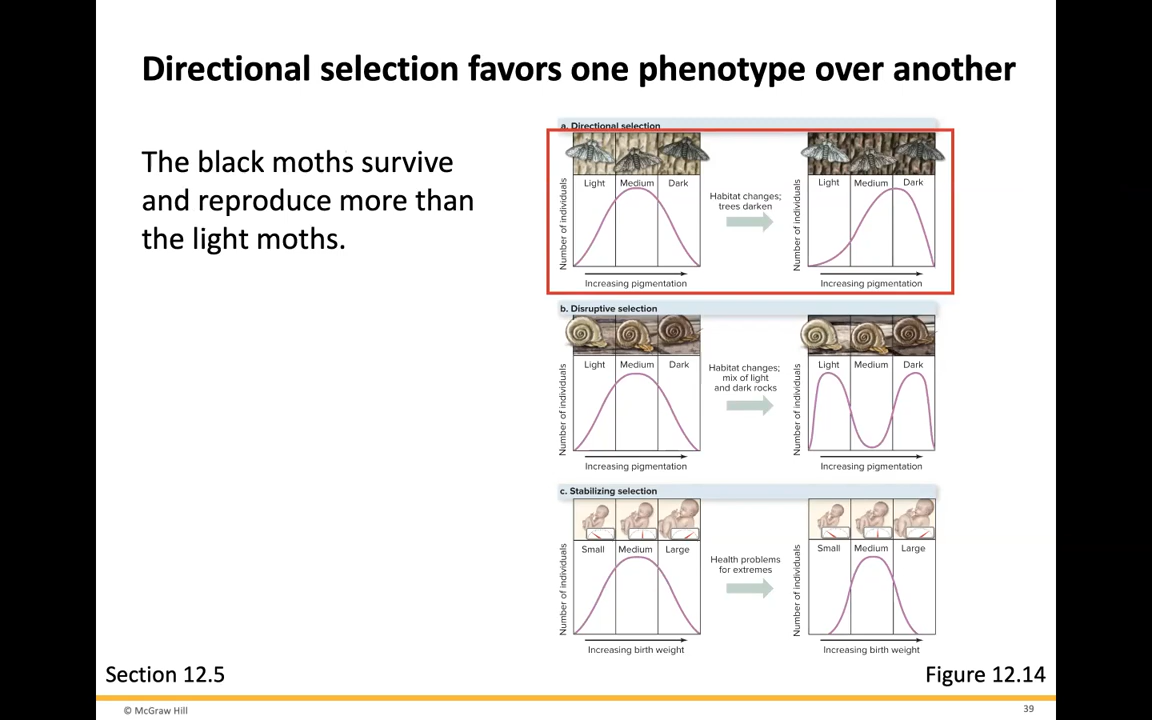 Directional selection favors one phenotype over another
The black moths survive
and reproduce more than
the light moths.
a. Directional selection
Number of individuals
Light Medium Dark
Increasing pigmentation
Habitat changes;
trees darken
Number of individuals
Light Medium Dark
Increasing pigmentation
b. Disruptive selection
Number of individuals
Light Medium Dark
Increasing pigmentation
Habitat changes;
mix of light
and dark rocks
Number of individuals
Light Medium Dark
Increasing pigmentation
c. Stabilizing selection
Number of individuals
Small Medium Large
Increasing birth weight
Health problems
for extremes
Number of individuals
Small Medium Large
Increasing birth weight
Section 12.5
Figure 12.14
© McGraw Hill
39